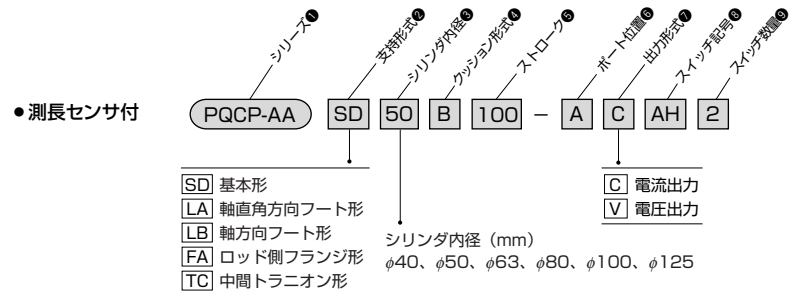 シリーズ❶
支持形式❷
シリンダ内径❸
クッション形式❹
ストローク❺
ポート位置❻
出力形式❼
スイッチ記号❽
スイッチ数量❾
●測長センサ付 PQCP-AA SD 50 B 100 − A C AH 2
SD 基本形
LA 軸直角方向フート形
LB 軸方向フート形
FA ロッド側フランジ形
TC 中間トラニオン形
シリンダ内径（mm）
φ40、φ50、φ63、φ80、φ100、φ125
C 電流出力
V 電圧出力